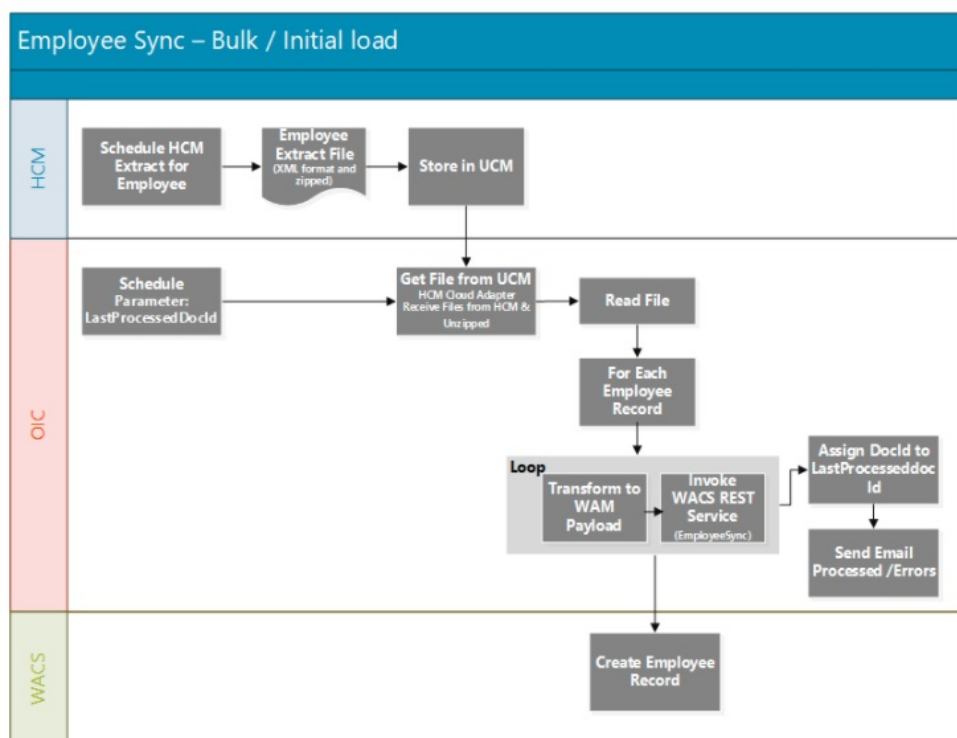 Employee Sync – Bulk / Initial load
HCM
Schedule HCM
Extract for
Employee
Employee
Extract File
(XML format and
zipped)
Store in UCM
OIC
Schedule
Parameter:
LastProcessedDocId
Get File from UCM
HCM Cloud Adapter
Receive Files from HCM &
Unzipped
Read File
For Each
Employee
Record
Loop
Transform to
WAM
Payload
Invoke
WACS REST
Service
(EmployeeSync)
Assign DocId to
LastProcesseddoc
Id
Send Email
Processed /Errors
WACS
Create Employee
Record